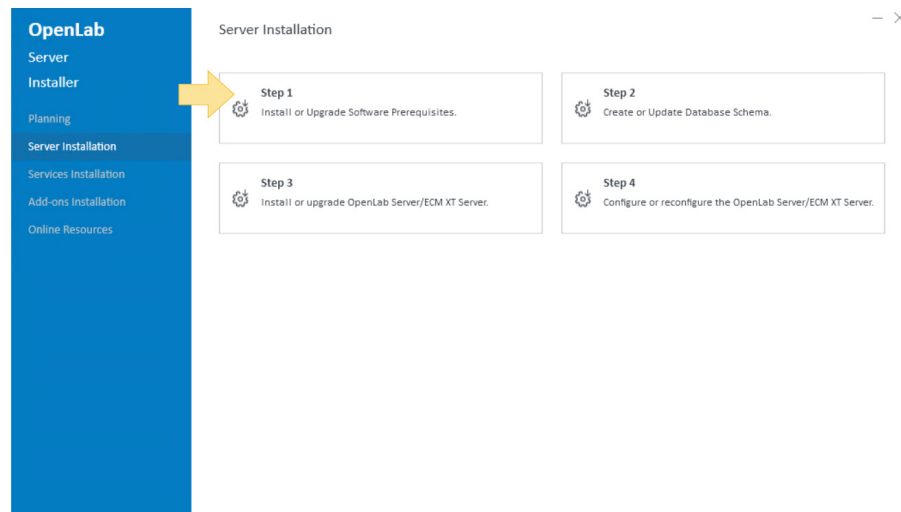 OpenLab
Server
Installer
Planning
Server Installation
Services Installation
Add-ons Installation
Online Resources
Server Installation
Step 1
Install or Upgrade Software Prerequisites.
Step 2
Create or Update Database Schema.
Step 3
Install or upgrade OpenLab Server/ECM XT Server.
Step 4
Configure or reconfigure the OpenLab Server/ECM XT Server.